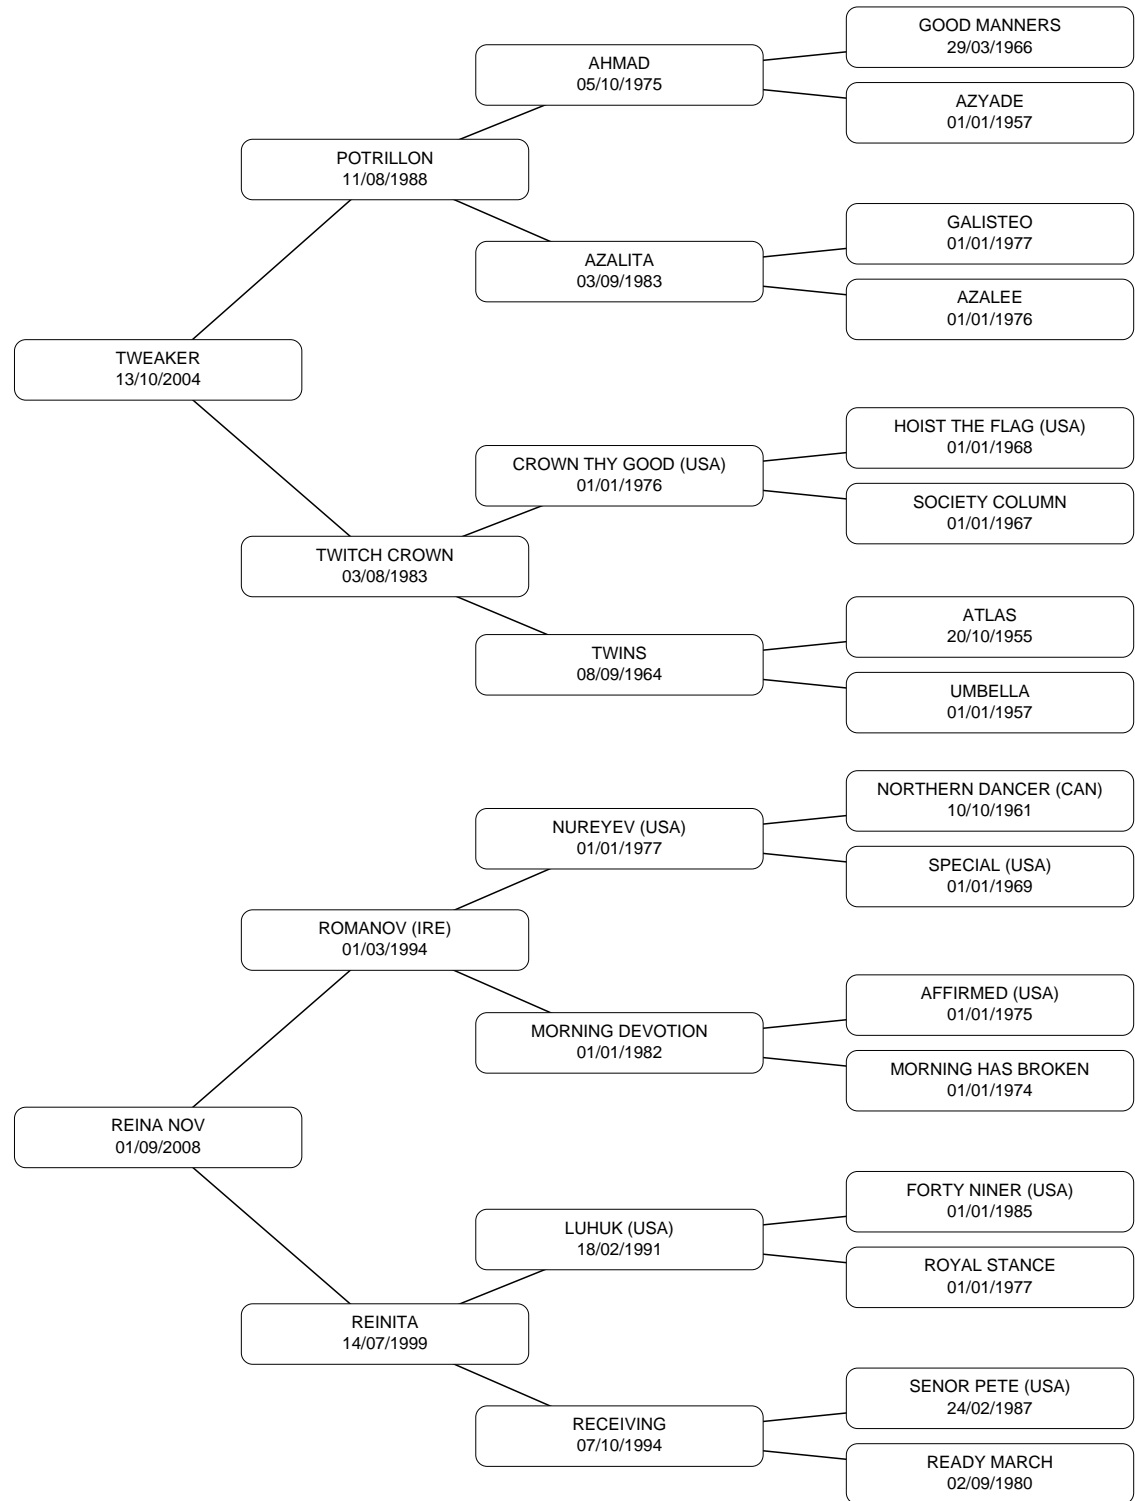 GOOD MANNERS
29/03/1966
AHMAD
05/10/1975
AZYADE
01/01/1957
POTRILLON
11/08/1988
GALISTEO
01/01/1977
AZALITA
03/09/1983
AZALEE
01/01/1976
TWEAKER
13/10/2004
HOIST THE FLAG (USA)
01/01/1968
CROWN THY GOOD (USA)
01/01/1976
SOCIETY COLUMN
01/01/1967
TWITCH CROWN
03/08/1983
ATLAS
20/10/1955
TWINS
08/09/1964
UMBELLA
01/01/1957
NORTHERN DANCER (CAN)
10/10/1961
NUREYEV (USA)
01/01/1977
SPECIAL (USA)
01/01/1969
ROMANOV (IRE)
01/03/1994
AFFIRMED (USA)
01/01/1975
MORNING DEVOTION
01/01/1982
MORNING HAS BROKEN
01/01/1974
REINA NOV
01/09/2008
FORTY NINER (USA)
01/01/1985
LUHUK (USA)
18/02/1991
ROYAL STANCE
01/01/1977
REINITA
14/07/1999
SENOR PETE (USA)
24/02/1987
RECEIVING
07/10/1994
READY MARCH
02/09/1980